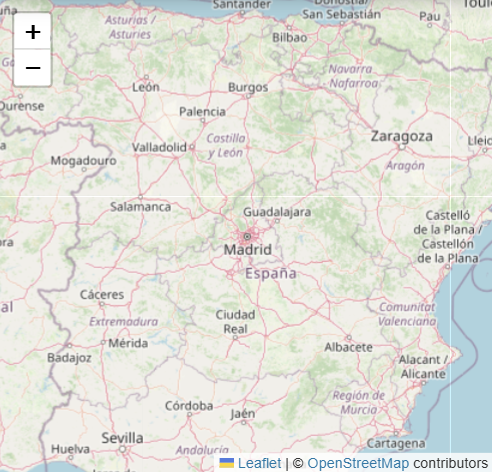 Santander
Donostia/
San Sebastián
Asturias /
Asturies
Bilbao
Pau
+
−
León
Burgos
Navarra -
Nafarroa
Ourense
Palencia
Valladolid
Castilla
y León
Zaragoza
Mogadouro
Aragón
Salamanca
Guadalajara
Madrid
España
Castelló
de la Plana /
Castellón
de la Plana
Cáceres
Extremadura
Ciudad
Real
Comunitat
Valenciana
Mérida
Badajoz
Albacete
Alacant /
Alicante
Córdoba
Jaén
Región de
Murcia
Sevilla
Huelva
Andalucía
Cartagena
Leaflet | © OpenStreetMap contributors